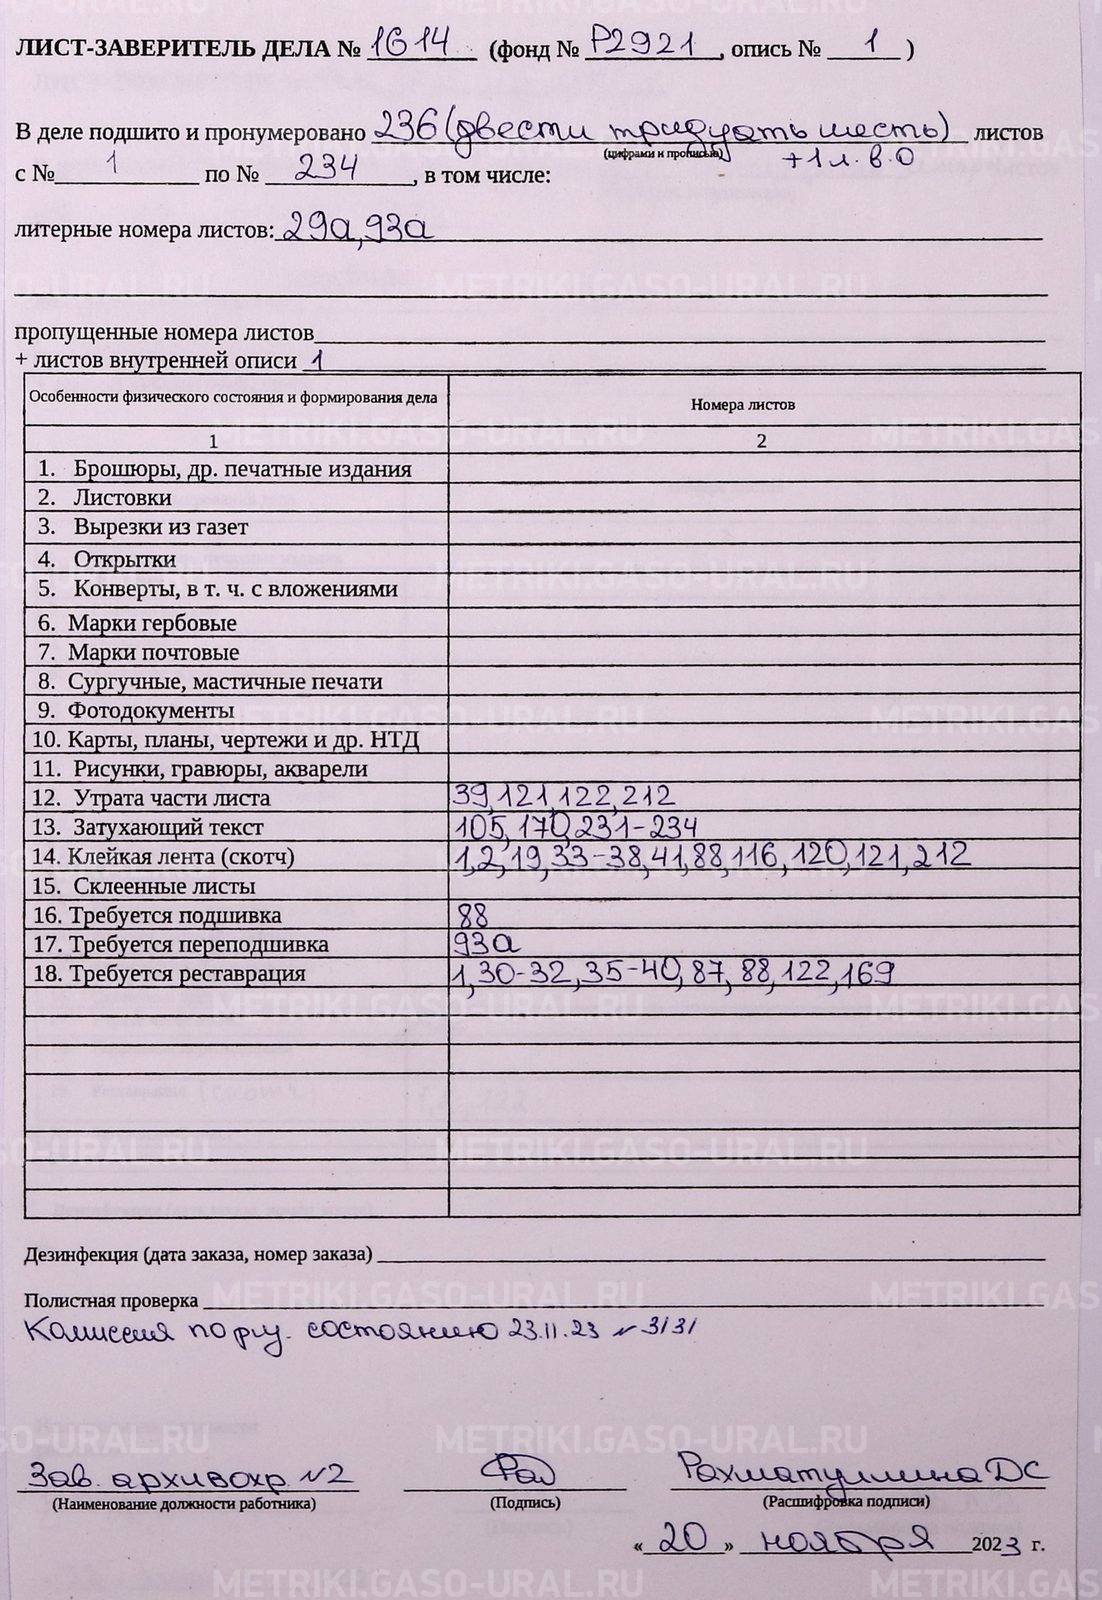 ЛИСТ-ЗАВЕРИТЕЛЬ ДЕЛА № 1614 (фонд № Р2921, опись № 1 )
В деле подшито и пронумеровано 236 (двести тридцать шесть) листов
(цифрами и прописью) +1 л. в.о
с № 1 по № 234, в том числе:
литерные номера листов: 29а, 93а
пропущенные номера листов
+ листов внутренней описи 1
Особенности физического состояния и формирования дела Номера листов
1 2
1. Брошюры, др. печатные издания
2. Листовки
3. Вырезки из газет
4. Открытки
5. Конверты, в т. ч. с вложениями
6. Марки гербовые
7. Марки почтовые
8. Сургучные, мастичные печати
9. Фотодокументы
10. Карты, планы, чертежи и др. НТД
11. Рисунки, гравюры, акварели
12. Утрата части листа 39, 121, 122, 212
13. Затухающий текст 105, 170, 231-234
14. Клейкая лента (скотч) 1, 2, 19, 33-38, 41, 88, 116, 120, 121, 212
15. Склеенные листы
16. Требуется подшивка 88
17. Требуется переподшивка 93а
18. Требуется реставрация 1, 30-32, 35-40, 87, 88, 122, 169
Дезинфекция (дата заказа, номер заказа)
Полистная проверка
Комиссия по физ. состоянию 23.11.23 № 3131
Зав. архивохр. №2 Рахматуллина ДС
(Наименование должности работника) (Подпись) (Расшифровка подписи)
«20» ноября 2023 г.
METRIKI.GASO-URAL.RU